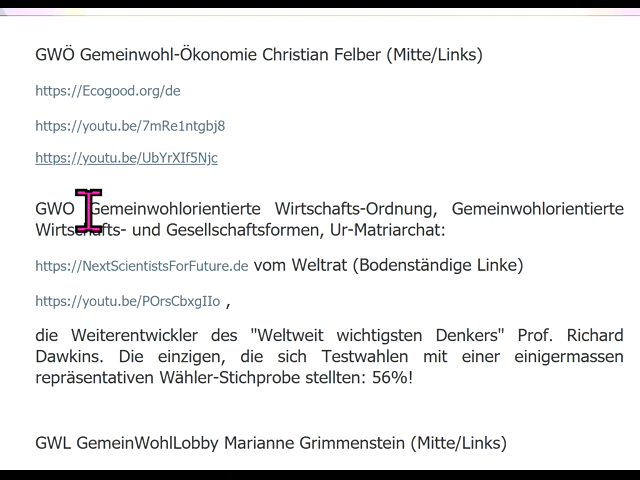 GWÖ Gemeinwohl-Ökonomie Christian Felber (Mitte/Links)
https://Ecogood.org/de
https://youtu.be/7mRe1ntgbj8
https://youtu.be/UbYrXIf5Njc
GWO Gemeinwohlorientierte Wirtschafts-Ordnung, Gemeinwohlorientierte
Wirtschafts- und Gesellschaftsformen, Ur-Matriarchat:
https://NextScientistsForFuture.de vom Weltrat (Bodenständige Linke)
https://youtu.be/POrsCbxgIIo ,
die Weiterentwickler des "Weltweit wichtigsten Denkers" Prof. Richard
Dawkins. Die einzigen, die sich Testwahlen mit einer einigermassen
repräsentativen Wähler-Stichprobe stellten: 56%!
GWL GemeinWohlLobby Marianne Grimmenstein (Mitte/Links)